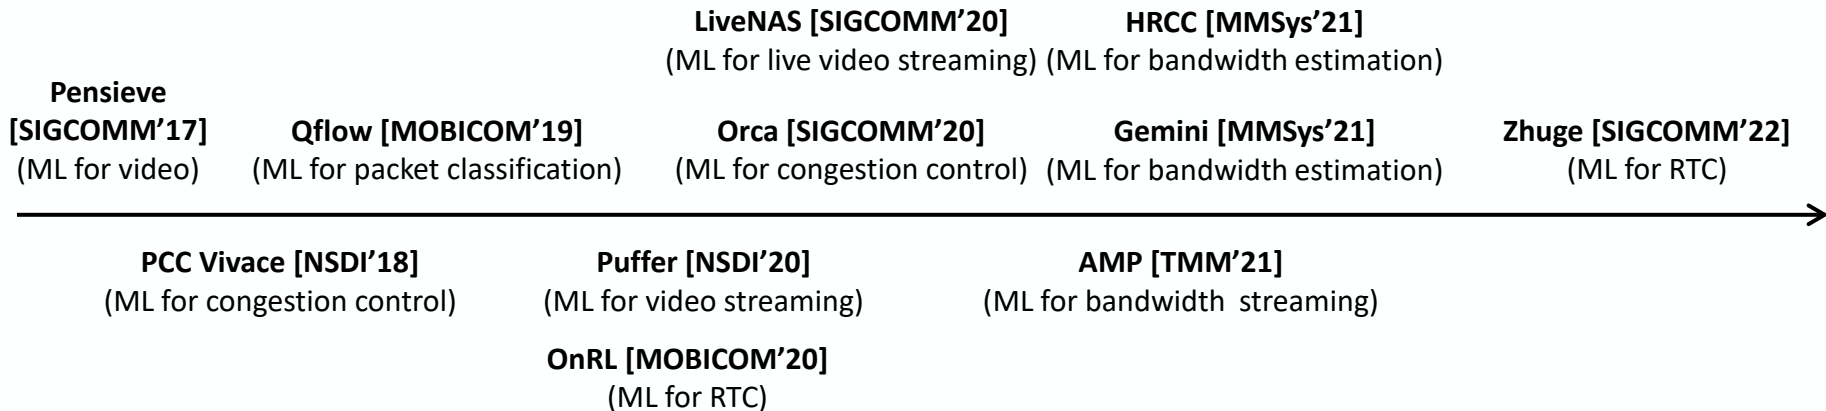 LiveNAS [SIGCOMM'20]
(ML for live video streaming)
HRCC [MMSys'21]
(ML for bandwidth estimation)
Pensieve
[SIGCOMM'17]
(ML for video)
Qflow [MOBICOM'19]
(ML for packet classification)
Orca [SIGCOMM'20]
(ML for congestion control)
Gemini [MMSys'21]
(ML for bandwidth estimation)
Zhuge [SIGCOMM'22]
(ML for RTC)
PCC Vivace [NSDI'18]
(ML for congestion control)
Puffer [NSDI'20]
(ML for video streaming)
AMP [TMM'21]
(ML for bandwidth  streaming)
OnRL [MOBICOM'20]
(ML for RTC)